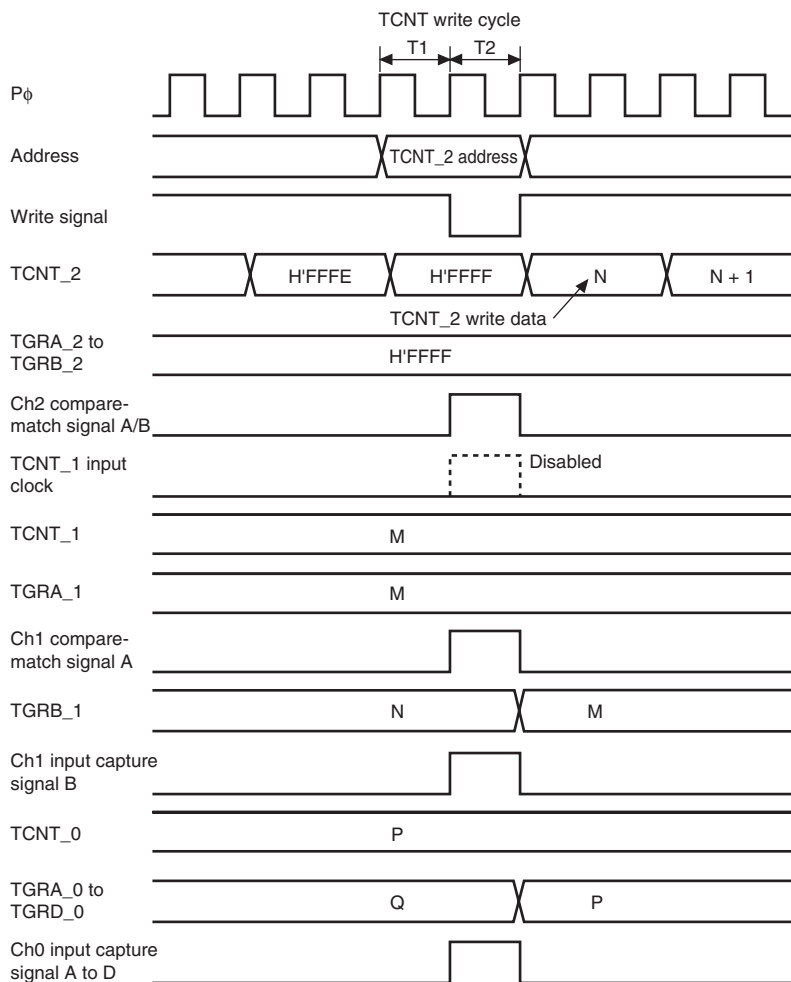 TCNT write cycle
T1 T2
Pϕ
Address
TCNT_2 address
Write signal
TCNT_2
H'FFFE H'FFFF N N + 1
TCNT_2 write data
TGRA_2 to
TGRB_2
H'FFFF
Ch2 compare-
match signal A/B
TCNT_1 input
clock
Disabled
TCNT_1
M
TGRA_1
M
Ch1 compare-
match signal A
TGRB_1
N M
Ch1 input capture
signal B
TCNT_0
P
TGRA_0 to
TGRD_0
Q P
Ch0 input capture
signal A to D